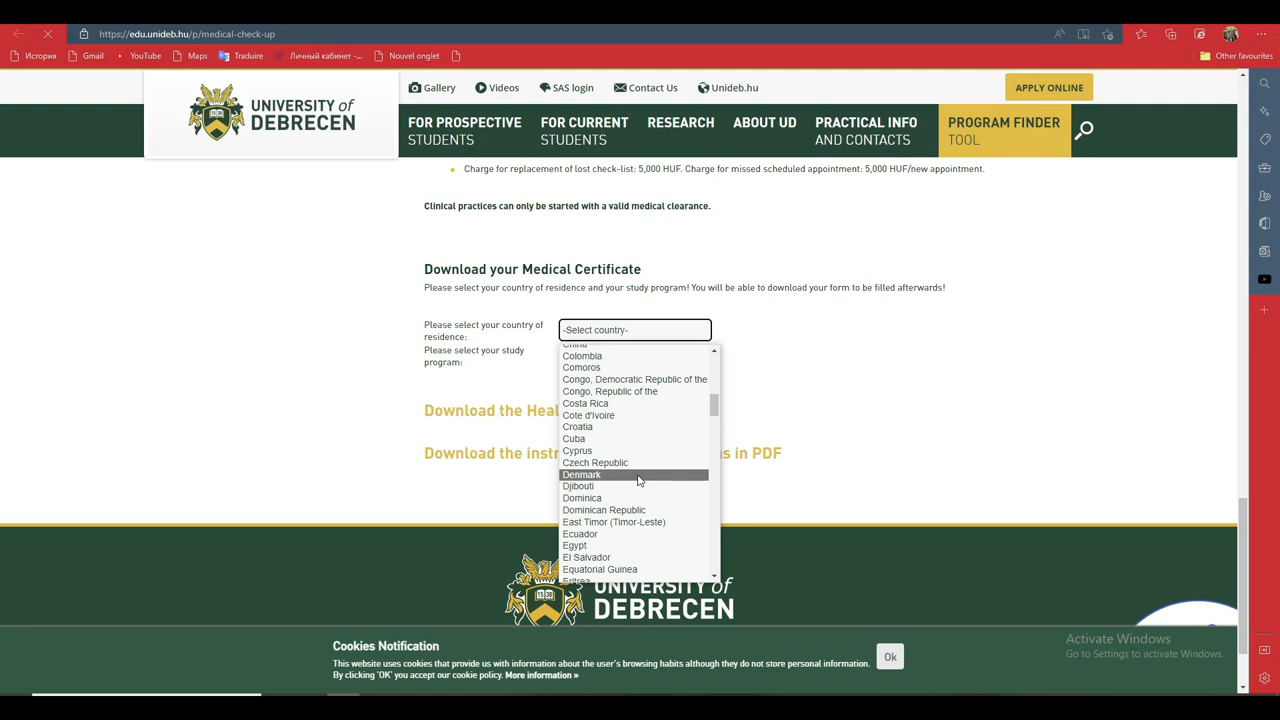 https://edu.unideb.hu/p/medical-check-up
История Gmail YouTube Maps Traduire Личный кабинет -... Nouvel onglet Other favourites
Gallery Videos SAS login Contact Us Unideb.hu APPLY ONLINE
UNIVERSITY of
DEBRECEN
FOR PROSPECTIVE
STUDENTS
FOR CURRENT
STUDENTS
RESEARCH
ABOUT UD
PRACTICAL INFO
AND CONTACTS
PROGRAM FINDER
TOOL
Charge for replacement of lost check-list: 5,000 HUF. Charge for missed scheduled appointment: 5,000 HUF/new appointment.
Clinical practices can only be started with a valid medical clearance.
Download your Medical Certificate
Please select your country of residence and your study program! You will be able to download your form to be filled afterwards!
Please select your country of
residence:
-Select country-
Please select your study
program:
China
Colombia
Comoros
Congo, Democratic Republic of the
Congo, Republic of the
Costa Rica
Cote d'Ivoire
Croatia
Cuba
Cyprus
Czech Republic
Denmark
Djibouti
Dominica
Dominican Republic
East Timor (Timor-Leste)
Ecuador
Egypt
El Salvador
Equatorial Guinea
Eritrea
Download the Heal
Download the instr
s in PDF
UNIVERSITY of
DEBRECEN
Cookies Notification
This website uses cookies that provide us with information about the user's browsing habits although they do not store personal information.
By clicking 'OK' you accept our cookie policy. More information »
Ok
Activate Windows
Go to Settings to activate Windows.